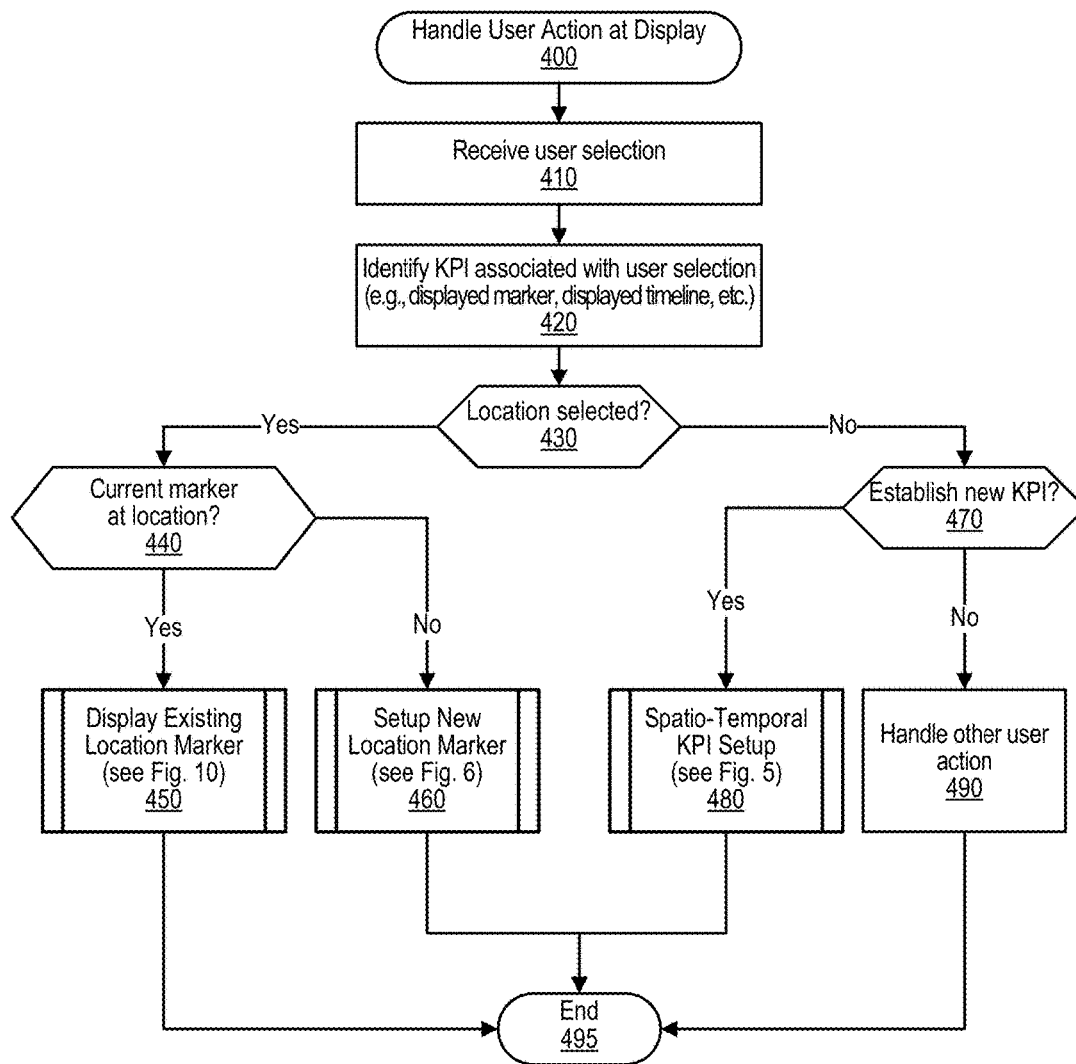 Handle User Action at Display
400
Receive user selection
410
Identify KPI associated with user selection
(e.g., displayed marker, displayed timeline, etc.)
420
Location selected?
430
Yes
No
Current marker
at location?
440
Establish new KPI?
470
Yes
No
Yes
No
Display Existing
Location Marker
(see Fig. 10)
450
Setup New
Location Marker
(see Fig. 6)
460
Spatio-Temporal
KPI Setup
(see Fig. 5)
480
Handle other user
action
490
End
495